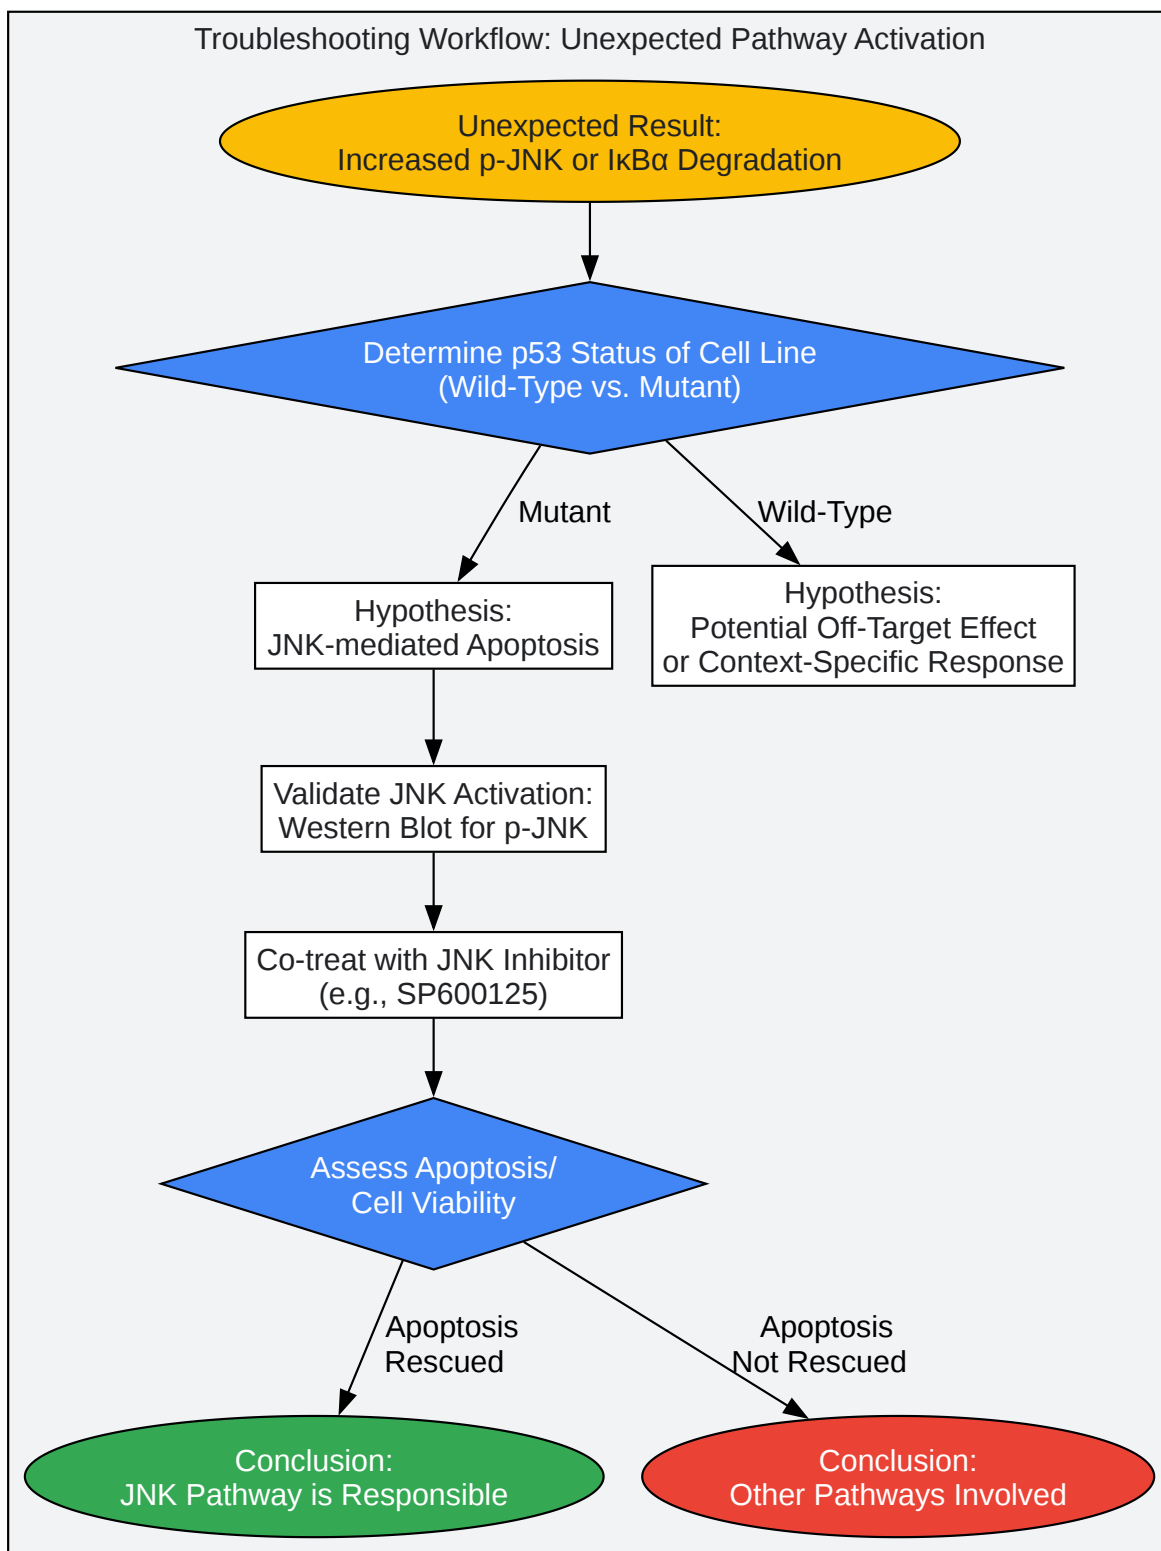 Troubleshooting Workflow: Unexpected Pathway Activation
Unexpected Result:
Increased p-JNK or IκBα Degradation
Determine p53 Status of Cell Line
(Wild-Type vs. Mutant)
Mutant
Wild-Type
Hypothesis:
JNK-mediated Apoptosis
Hypothesis:
Potential Off-Target Effect
or Context-Specific Response
Validate JNK Activation:
Western Blot for p-JNK
Co-treat with JNK Inhibitor
(e.g., SP600125)
Assess Apoptosis/
Cell Viability
Apoptosis
Rescued
Apoptosis
Not Rescued
Conclusion:
JNK Pathway is Responsible
Conclusion:
Other Pathways Involved